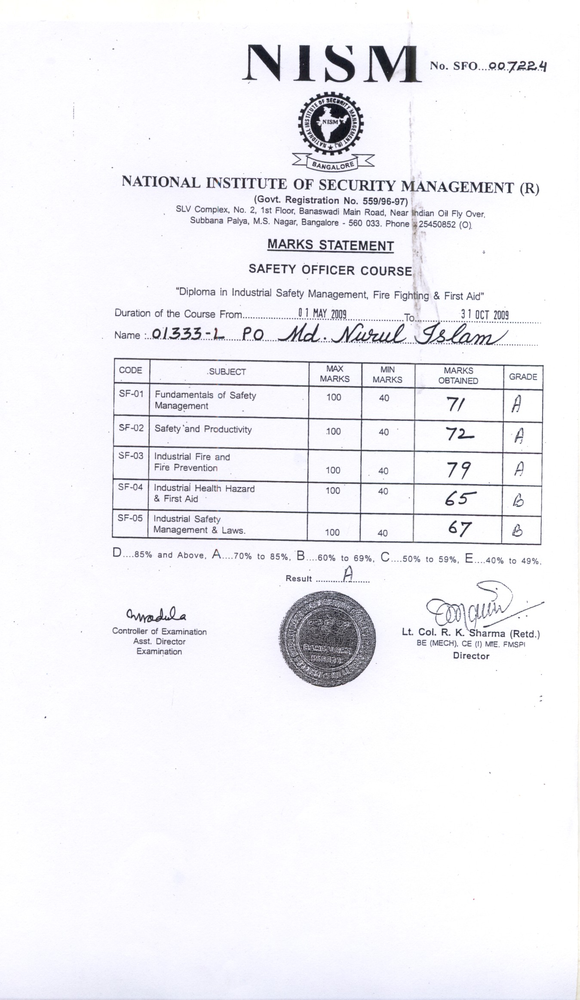 NISM
No. SFO...007224
NATIONAL INSTITUTE OF SECURITY MANAGEMENT (R)
NISM
BANGALORE
NATIONAL INSTITUTE OF SECURITY MANAGEMENT (R)
(Govt. Registration No. 559/96-97)
SLV Complex, No. 2, 1st Floor, Banaswadi Main Road, Near Indian Oil Fly Over,
Subbana Palya, M.S. Nagar, Bangalore - 560 033. Phone : 25450852 (O).
MARKS STATEMENT
SAFETY OFFICER COURSE
“Diploma in Industrial Safety Management, Fire Fighting & First Aid”
Duration of the Course From 01 MAY 2009 To 31 OCT 2009
Name : 01333-L PO Md. Nurul Islam
CODE SUBJECT MAX MARKS MIN MARKS MARKS OBTAINED GRADE
SF-01 Fundamentals of Safety Management 100 40 71 A
SF-02 Safety and Productivity 100 40 72 A
SF-03 Industrial Fire and Fire Prevention 100 40 79 A
SF-04 Industrial Health Hazard & First Aid 100 40 65 B
SF-05 Industrial Safety Management & Laws. 100 40 67 B
D....85% and Above, A....70% to 85%, B....60% to 69%, C....50% to 59%, E....40% to 49%,
Result A
Controller of Examination
Asst. Director
Examination
BANGALORE
Lt. Col. R. K. Sharma (Retd.)
BE (MECH), CE (I) MIE. FMSPI
Director